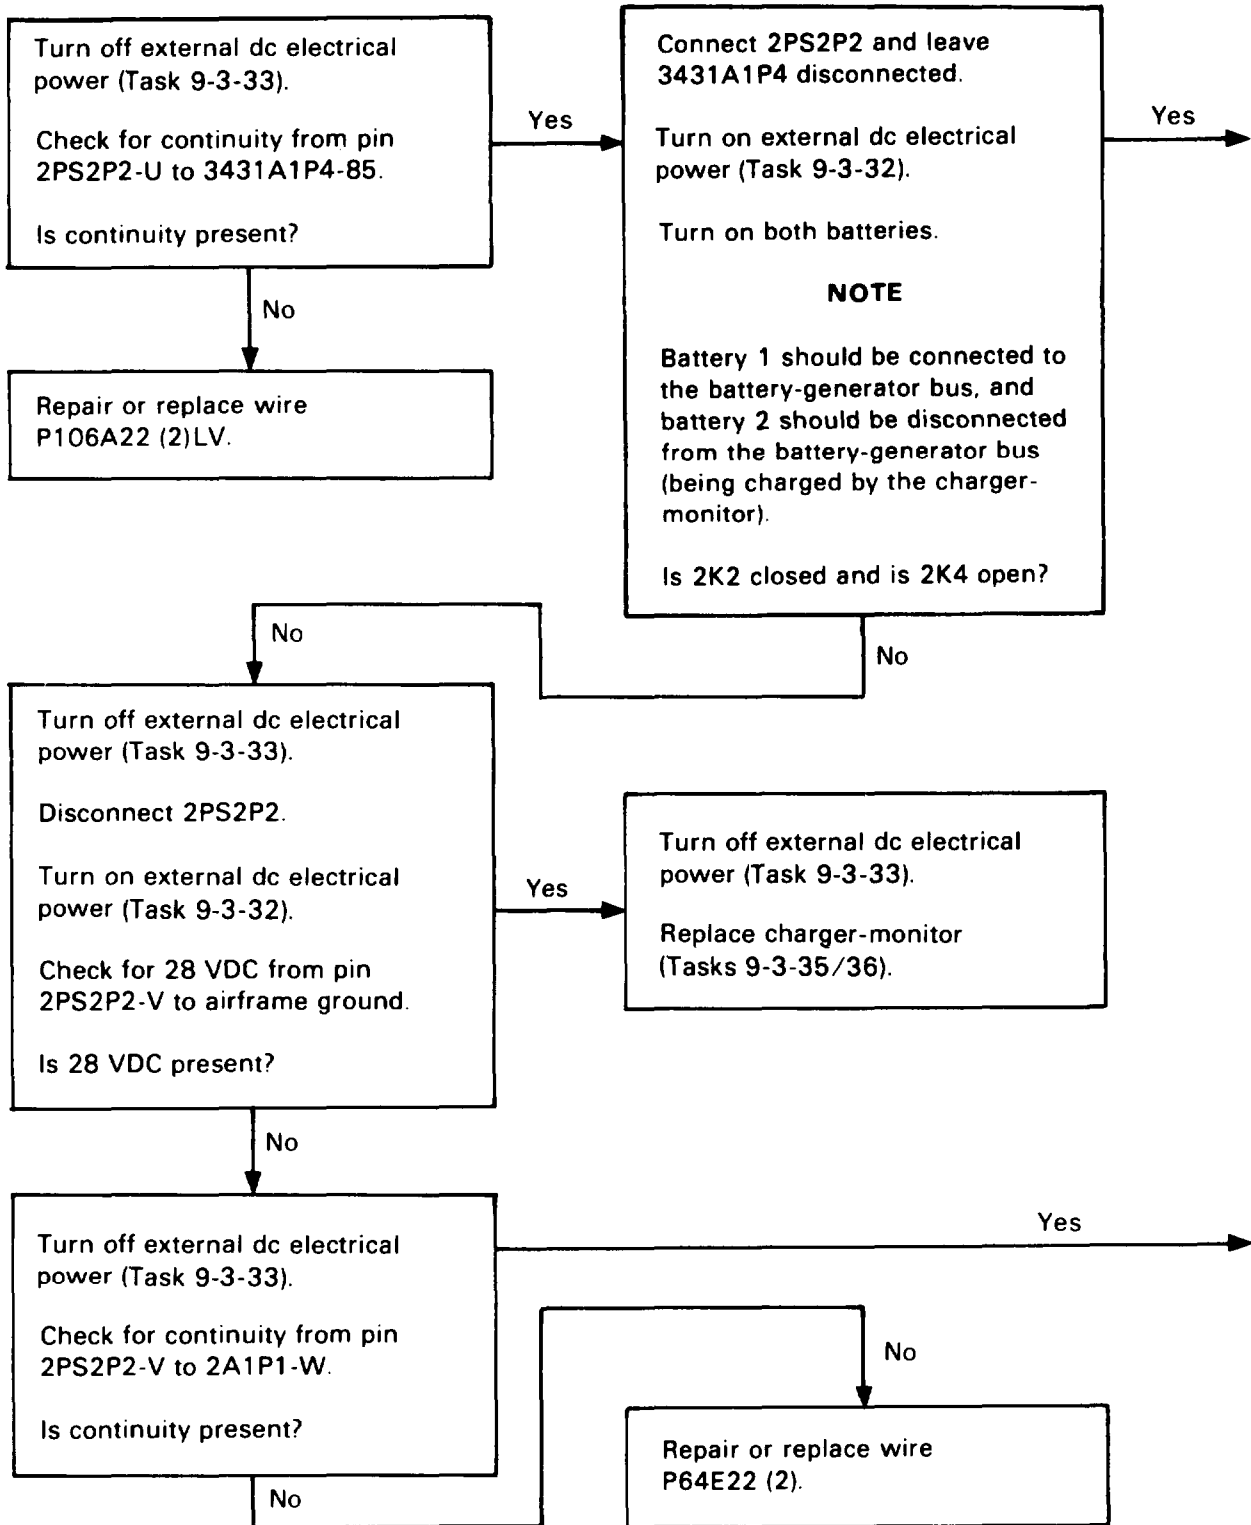 Turn off external dc electrical
power (Task 9-3-33).
Check for continuity from pin
2PS2P2-U to 3431A1P4-85.
Is continuity present?
Yes
No
Repair or replace wire
P106A22 (2)LV.
Connect 2PS2P2 and leave
3431A1P4 disconnected.
Turn on external dc electrical
power (Task 9-3-32).
Turn on both batteries.
NOTE
Battery 1 should be connected to
the battery-generator bus, and
battery 2 should be disconnected
from the battery-generator bus
(being charged by the charger-
monitor).
Is 2K2 closed and is 2K4 open?
Yes
No
No
Turn off external dc electrical
power (Task 9-3-33).
Disconnect 2PS2P2.
Turn on external dc electrical
power (Task 9-3-32).
Check for 28 VDC from pin
2PS2P2-V to airframe ground.
Is 28 VDC present?
Yes
Turn off external dc electrical
power (Task 9-3-33).
Replace charger-monitor
(Tasks 9-3-35/36).
No
Turn off external dc electrical
power (Task 9-3-33).
Check for continuity from pin
2PS2P2-V to 2A1P1-W.
Is continuity present?
Yes
No
No
Repair or replace wire
P64E22 (2).